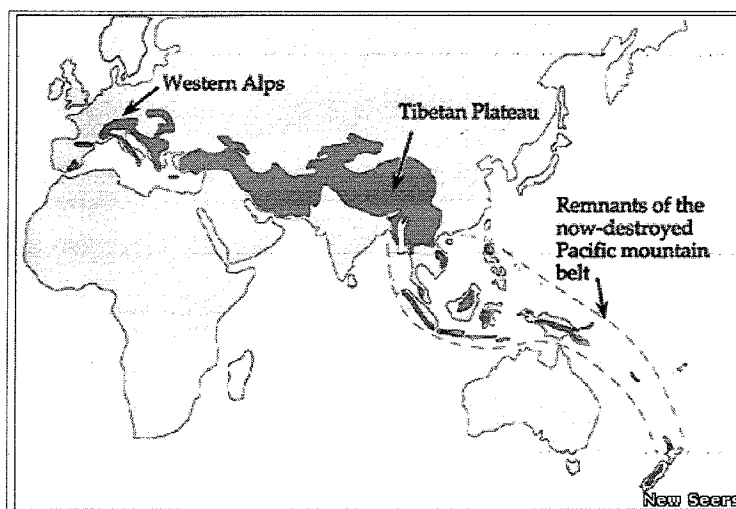 Western Alps
Tibetan Plateau
Remnants of the
now-destroyed
Pacific mountain
belt
New Seers